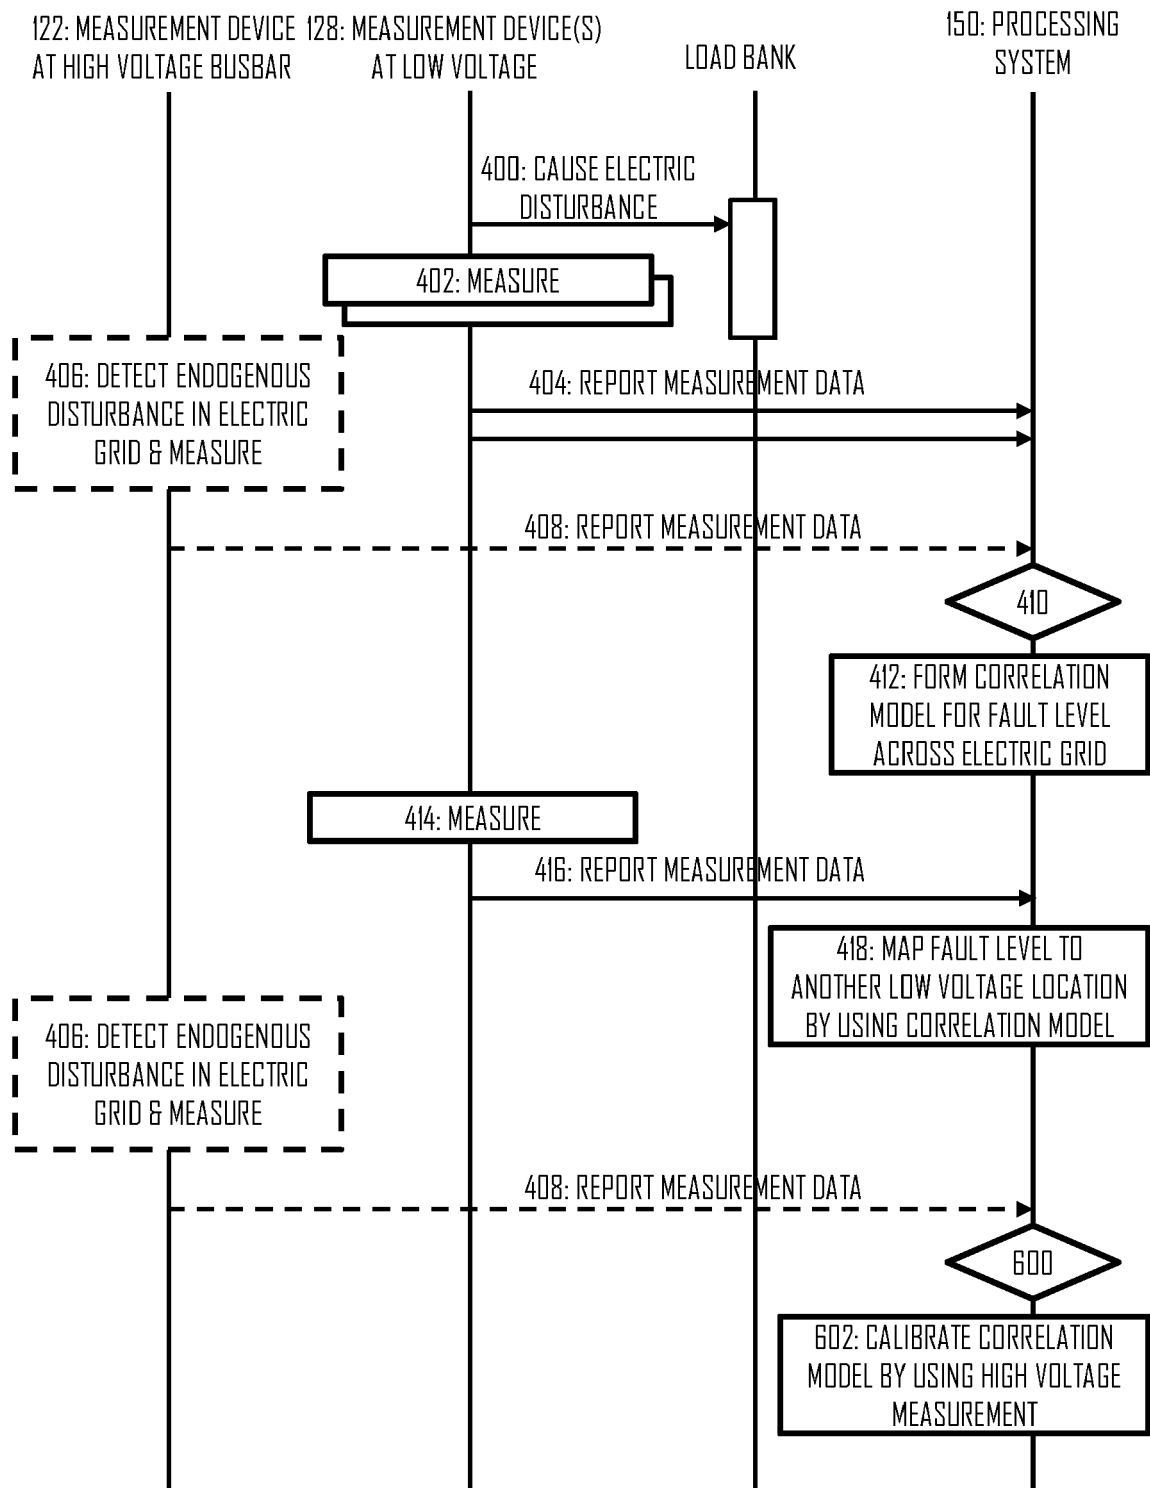 122: MEASUREMENT DEVICE
AT HIGH VOLTAGE BUSBAR
128: MEASUREMENT DEVICE(S)
AT LOW VOLTAGE
LOAD BANK
150: PROCESSING
SYSTEM
400: CAUSE ELECTRIC
DISTURBANCE
402: MEASURE
406: DETECT ENDOGENOUS
DISTURBANCE IN ELECTRIC
GRID & MEASURE
404: REPORT MEASUREMENT DATA
408: REPORT MEASUREMENT DATA
410
412: FORM CORRELATION
MODEL FOR FAULT LEVEL
ACROSS ELECTRIC GRID
414: MEASURE
416: REPORT MEASUREMENT DATA
418: MAP FAULT LEVEL TO
ANOTHER LOW VOLTAGE LOCATION
BY USING CORRELATION MODEL
406: DETECT ENDOGENOUS
DISTURBANCE IN ELECTRIC
GRID & MEASURE
408: REPORT MEASUREMENT DATA
600
602: CALIBRATE CORRELATION
MODEL BY USING HIGH VOLTAGE
MEASUREMENT